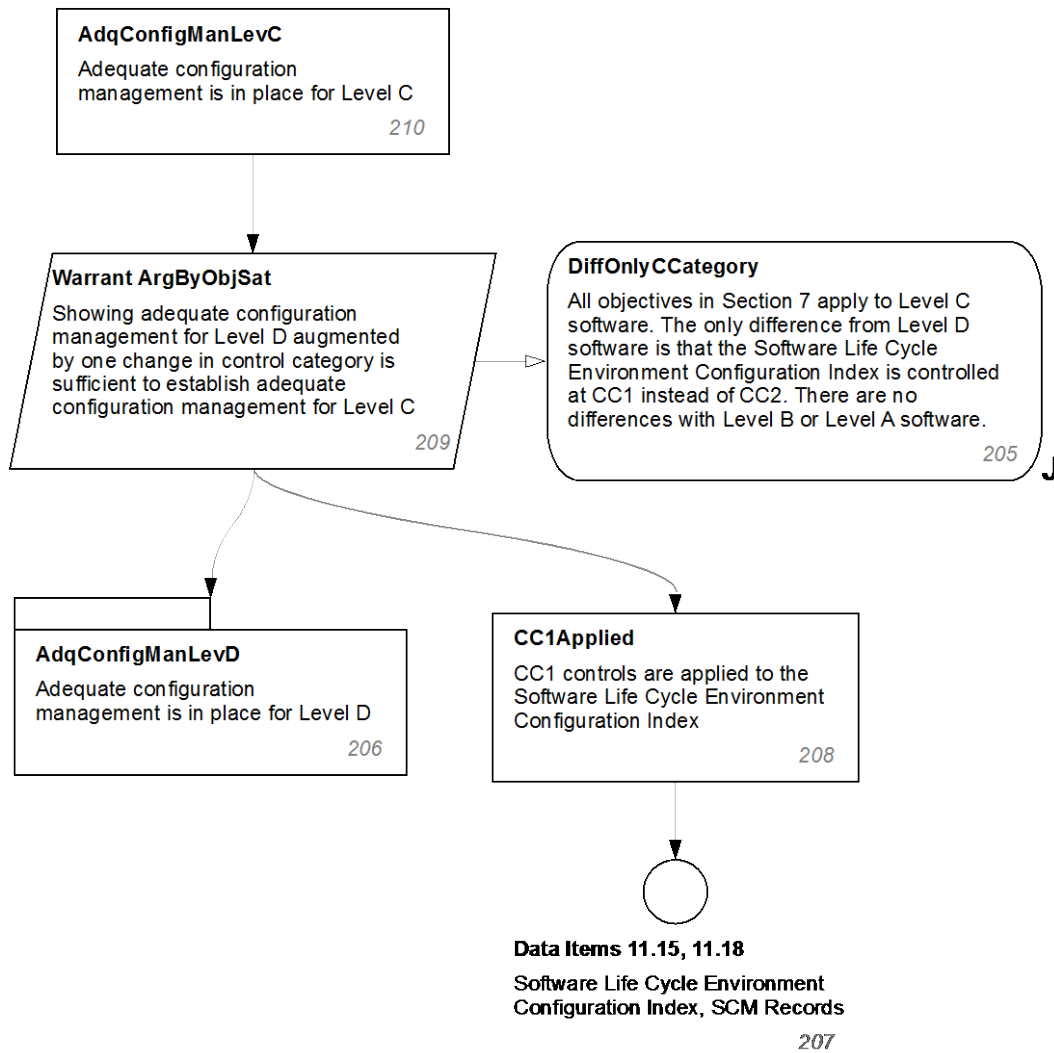 AdqConfigManLevC
Adequate configuration
management is in place for Level C
210
Warrant ArgByObjSat
Showing adequate configuration
management for Level D augmented
by one change in control category is
sufficient to establish adequate
configuration management for Level C
209
DiffOnlyCCategory
All objectives in Section 7 apply to Level C
software. The only difference from Level D
software is that the Software Life Cycle
Environment Configuration Index is controlled
at CC1 instead of CC2. There are no
differences with Level B or Level A software.
205
J
AdqConfigManLevD
Adequate configuration
management is in place for Level D
206
CC1Applied
CC1 controls are applied to the
Software Life Cycle Environment
Configuration Index
208
Data Items 11.15, 11.18
Software Life Cycle Environment
Configuration Index, SCM Records
207